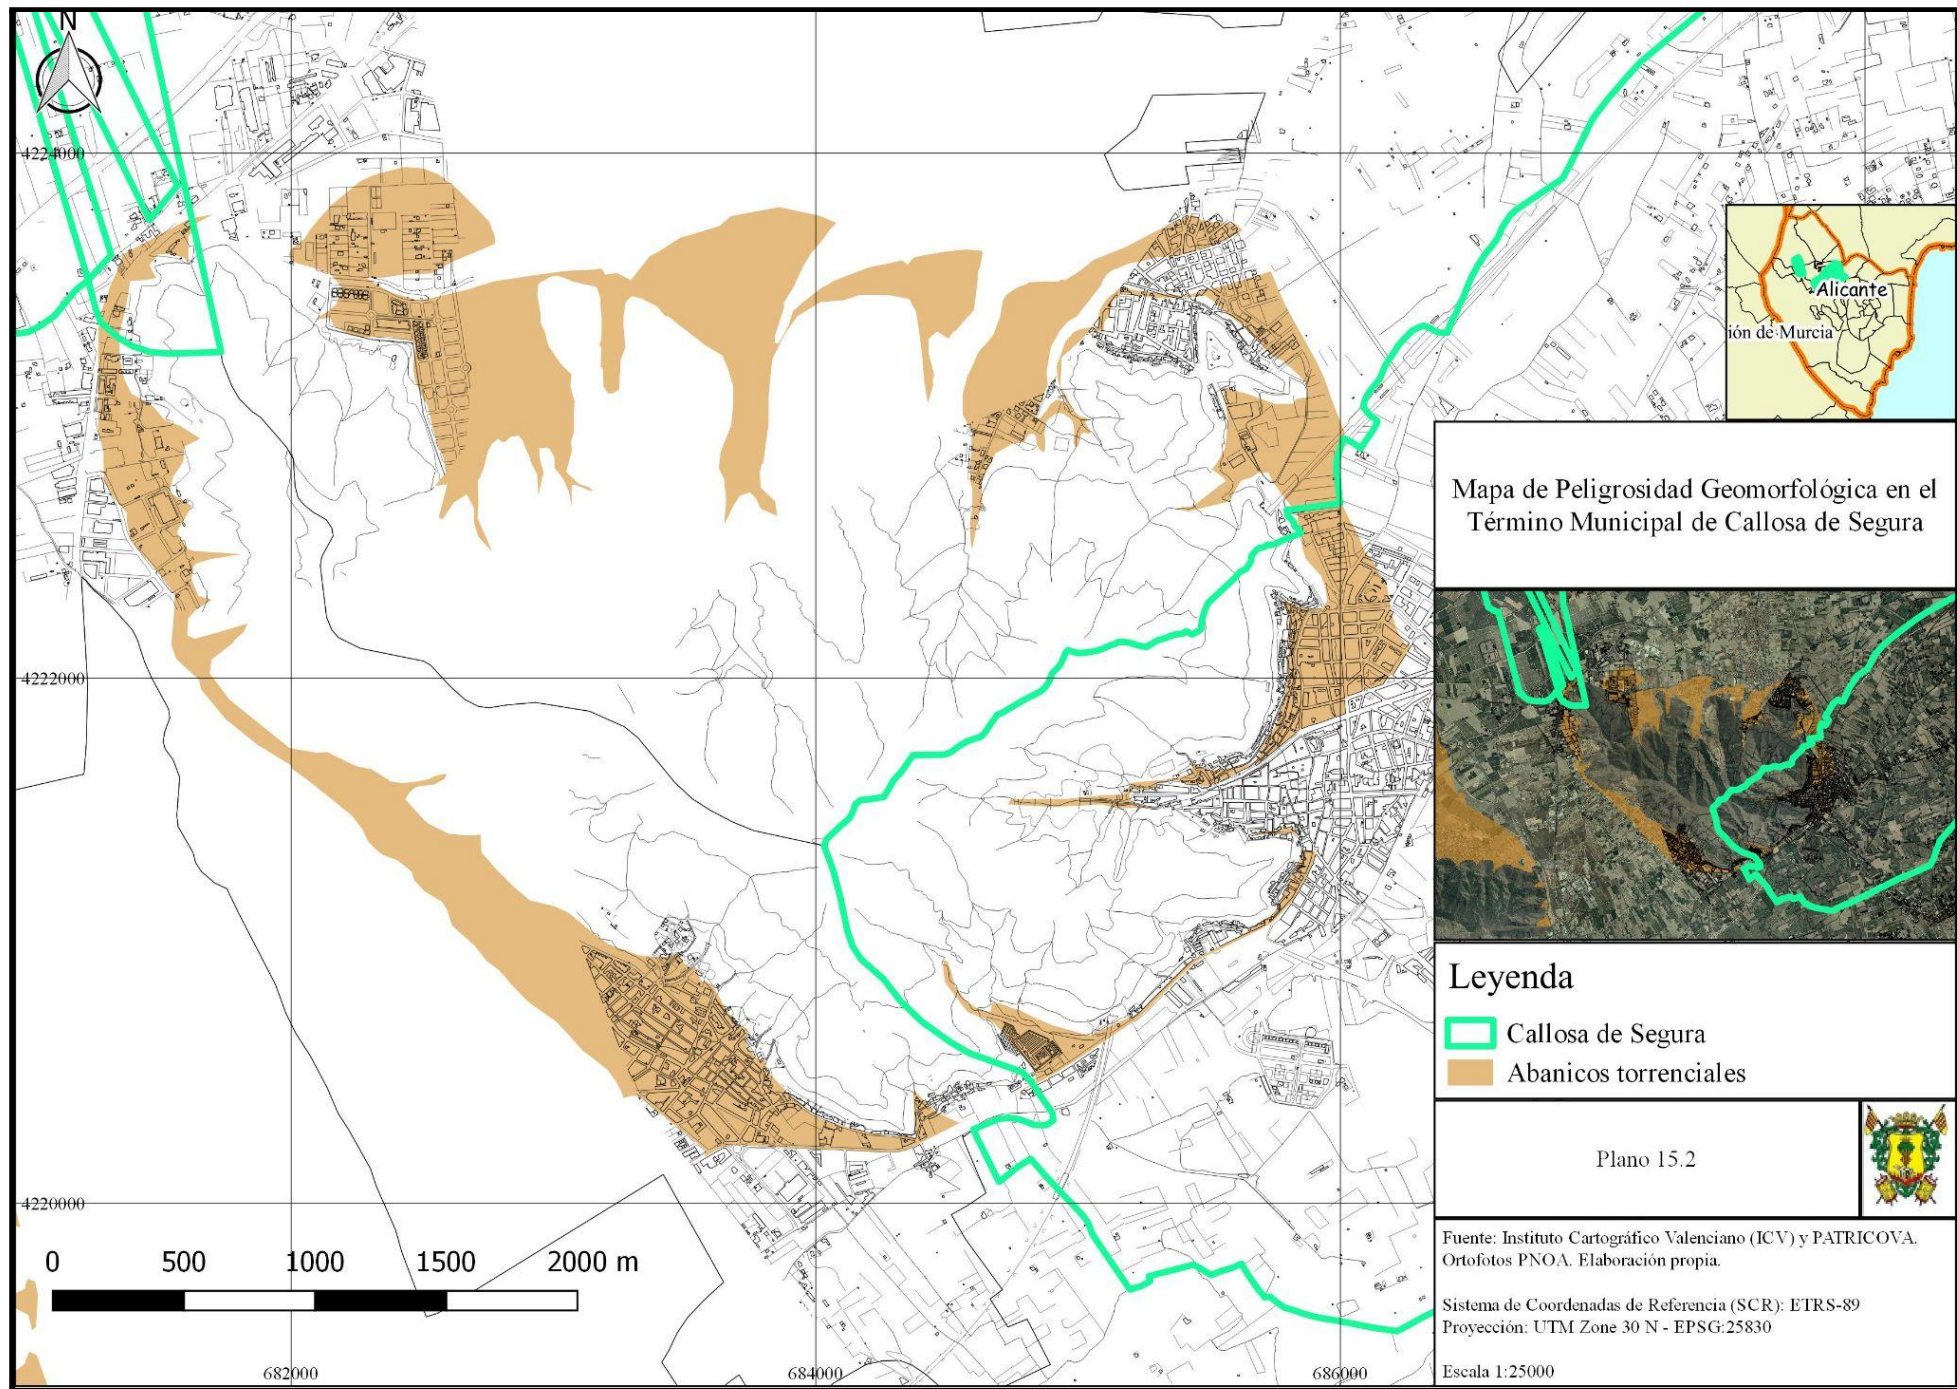 N
4224000
4222000
4220000
0 500 1000 1500 2000 m
682000 684000 686000
Alicante
ión de Murcia
Mapa de Peligrosidad Geomorfológica en el
Término Municipal de Callosa de Segura
Leyenda
Callosa de Segura
Abanicos torrenciales
Plano 15.2
Fuente: Instituto Cartográfico Valenciano (ICV) y PATRICOVA.
Ortofotos PNOA. Elaboración propia.
Sistema de Coordenadas de Referencia (SCR): ETRS-89
Proyección: UTM Zone 30 N - EPSG:25830
Escala 1:25000